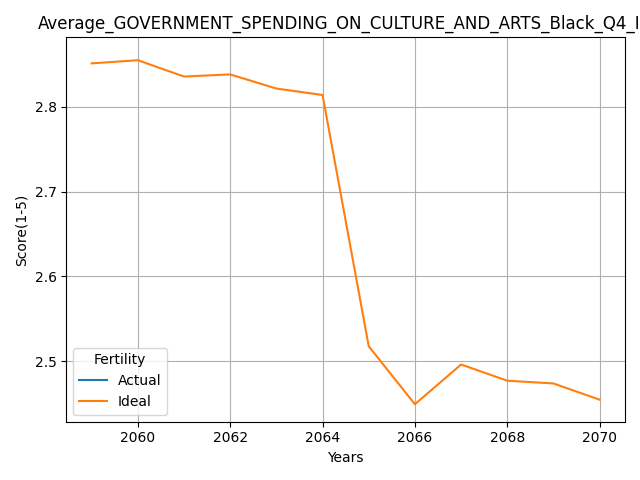 Average_GOVERNMENT_SPENDING_ON_CULTURE_AND_ARTS_Black_Q4_
Score(1-5)
2.8
2.7
2.6
2.5
Fertility
Actual
Ideal
2060 2062 2064 2066 2068 2070
Years